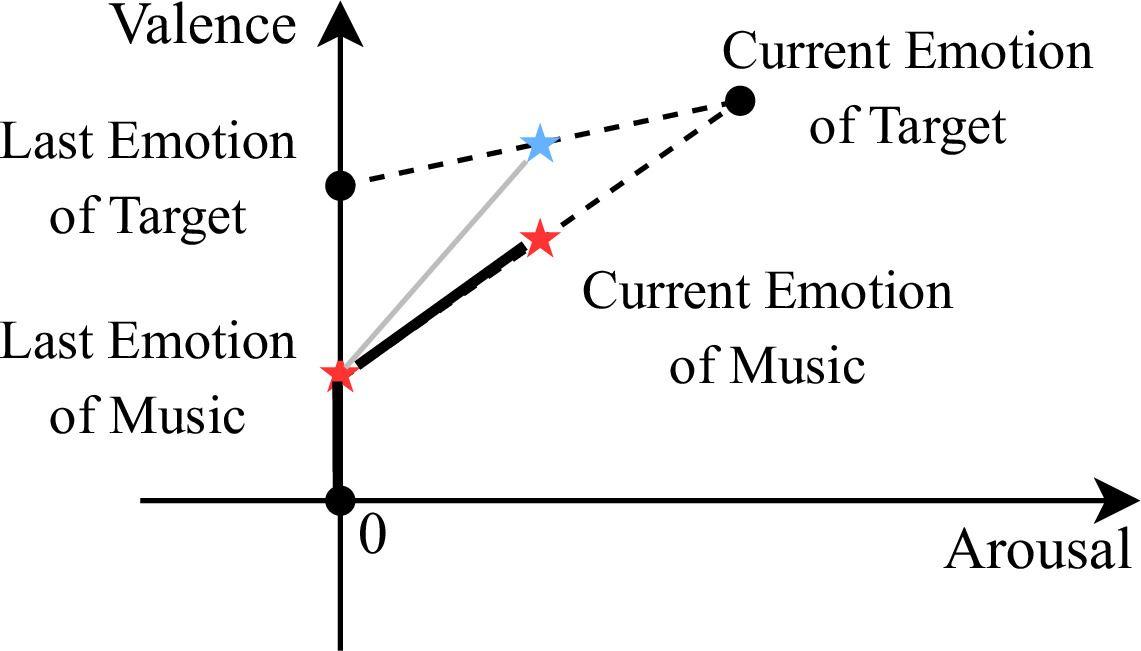 Valence
Current Emotion
of Target
Last Emotion
of Target
Current Emotion
of Music
Last Emotion
of Music
0
Arousal